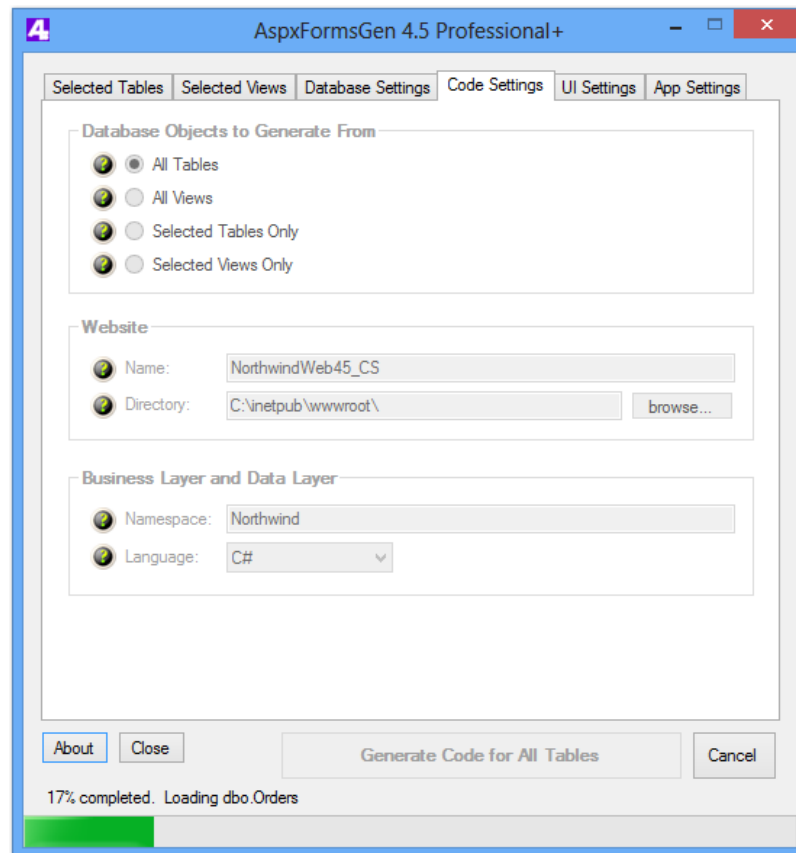 4 AspxFormsGen 4.5 Professional+
Selected Tables Selected Views Database Settings Code Settings UI Settings App Settings
Database Objects to Generate From
? All Tables
? All Views
? Selected Tables Only
? Selected Views Only
Website
? Name: NorthwindWeb45_CS
? Directory: C:\inetpub\wwwroot\ browse...
Business Layer and Data Layer
? Namespace: Northwind
? Language: C#
About Close Generate Code for All Tables Cancel
17% completed. Loading dbo.Orders